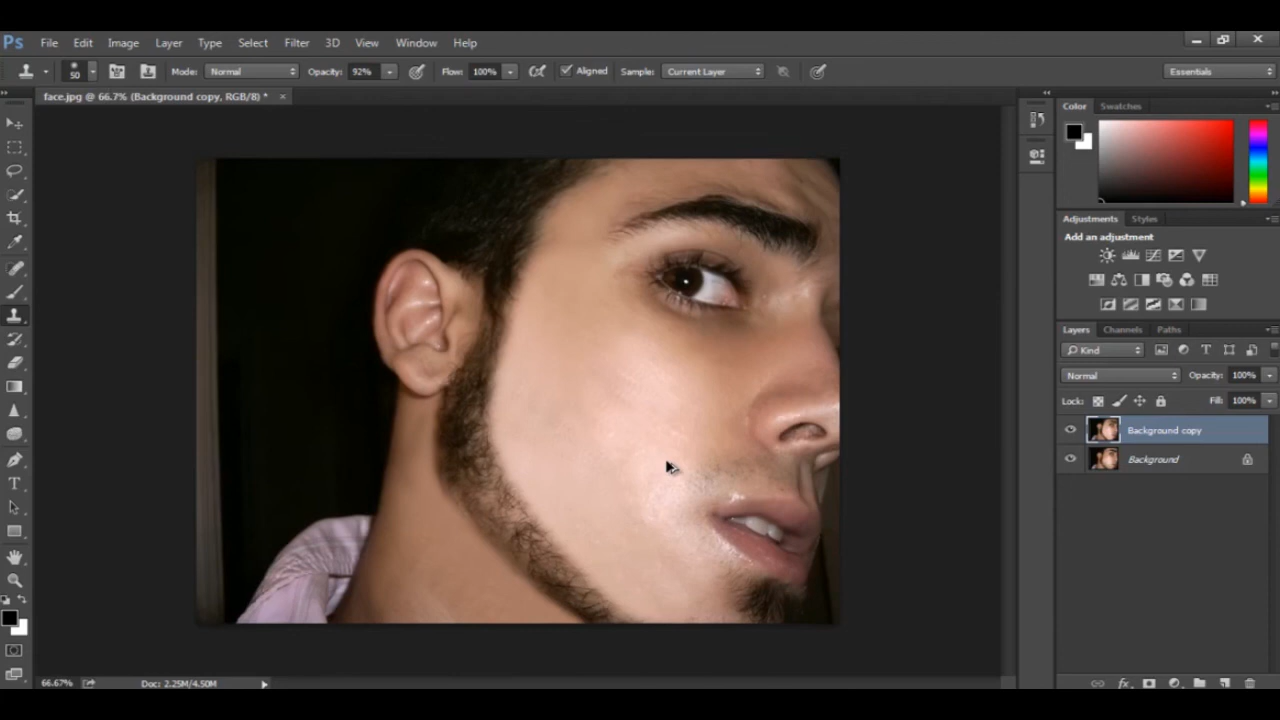 Ps File Edit Image Layer Type Select Filter 3D View Window Help
50 Mode: Normal Opacity: 92% Flow: 100% Aligned Sample: Current Layer Essentials
face.jpg @ 66.7% (Background copy, RGB/8) * ×
Color Swatches
Adjustments Styles
Add an adjustment
Layers Channels Paths
Kind
Normal Opacity: 100%
Lock: Fill: 100%
Background copy
Background
66.67% Doc: 2.25M/4.50M